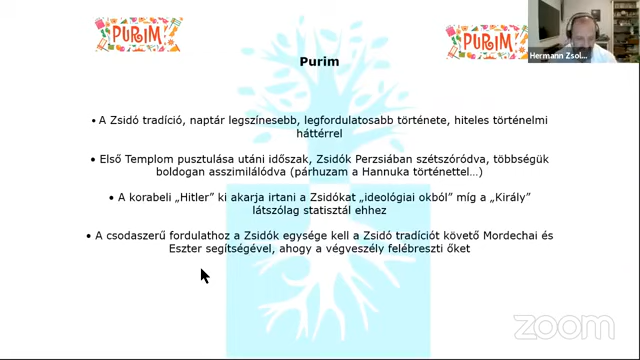 PURIM!
PURIM!
Hermann Zsol...
Purim
• A Zsidó tradíció, naptár legszínesebb, legfordulatosabb története, hiteles történelmi
háttérrel
• Első Templom pusztulása utáni időszak, Zsidók Perzsiában szétszóródva, többségük
boldogan asszimilálódva (párhuzam a Hannuka történettel...)
• A korabeli „Hitler” ki akarja irtani a Zsidókat „ideológiai okból” míg a „Király”
látszólag statisztál ehhez
• A csodaszerű fordulathoz a Zsidók egysége kell a Zsidó tradíciót követő Mordechai és
Eszter segítségével, ahogy a végveszély felébreszti őket
zoom